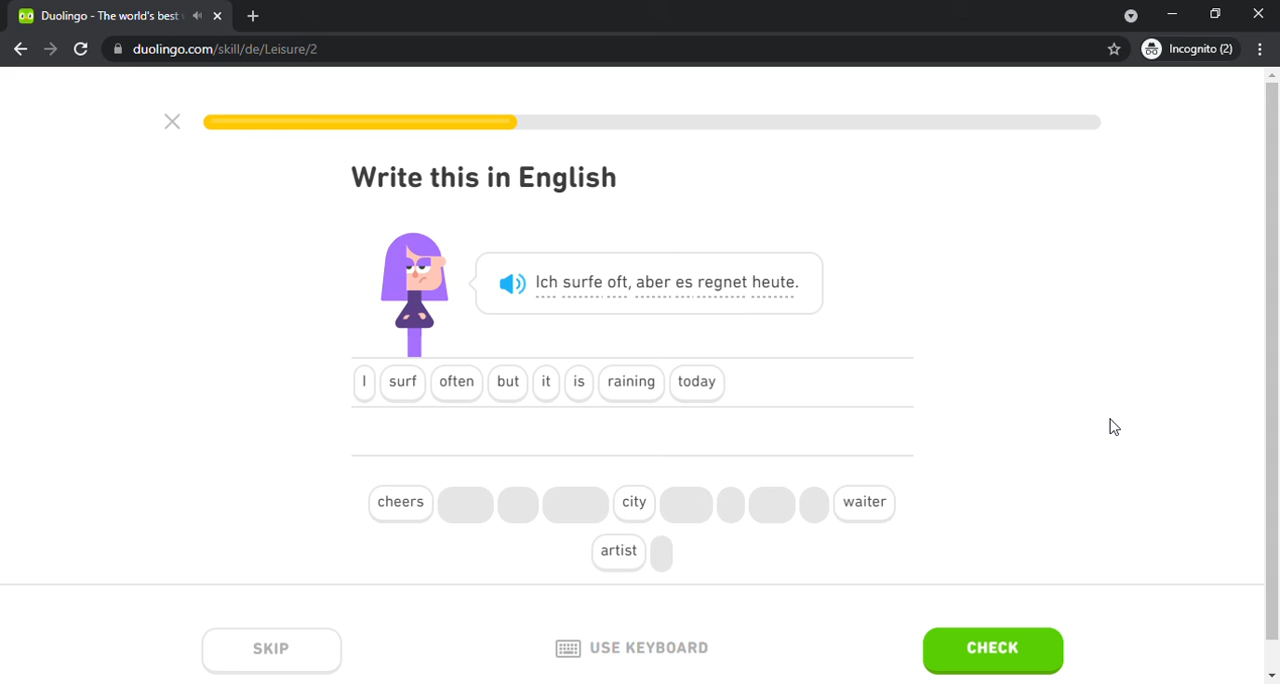 Duolingo - The world's best
duolingo.com/skill/de/Leisure/2
Incognito (2)
Write this in English
Ich surfe oft, aber es regnet heute.
I surf often but it is raining today
cheers city waiter
artist
SKIP USE KEYBOARD CHECK